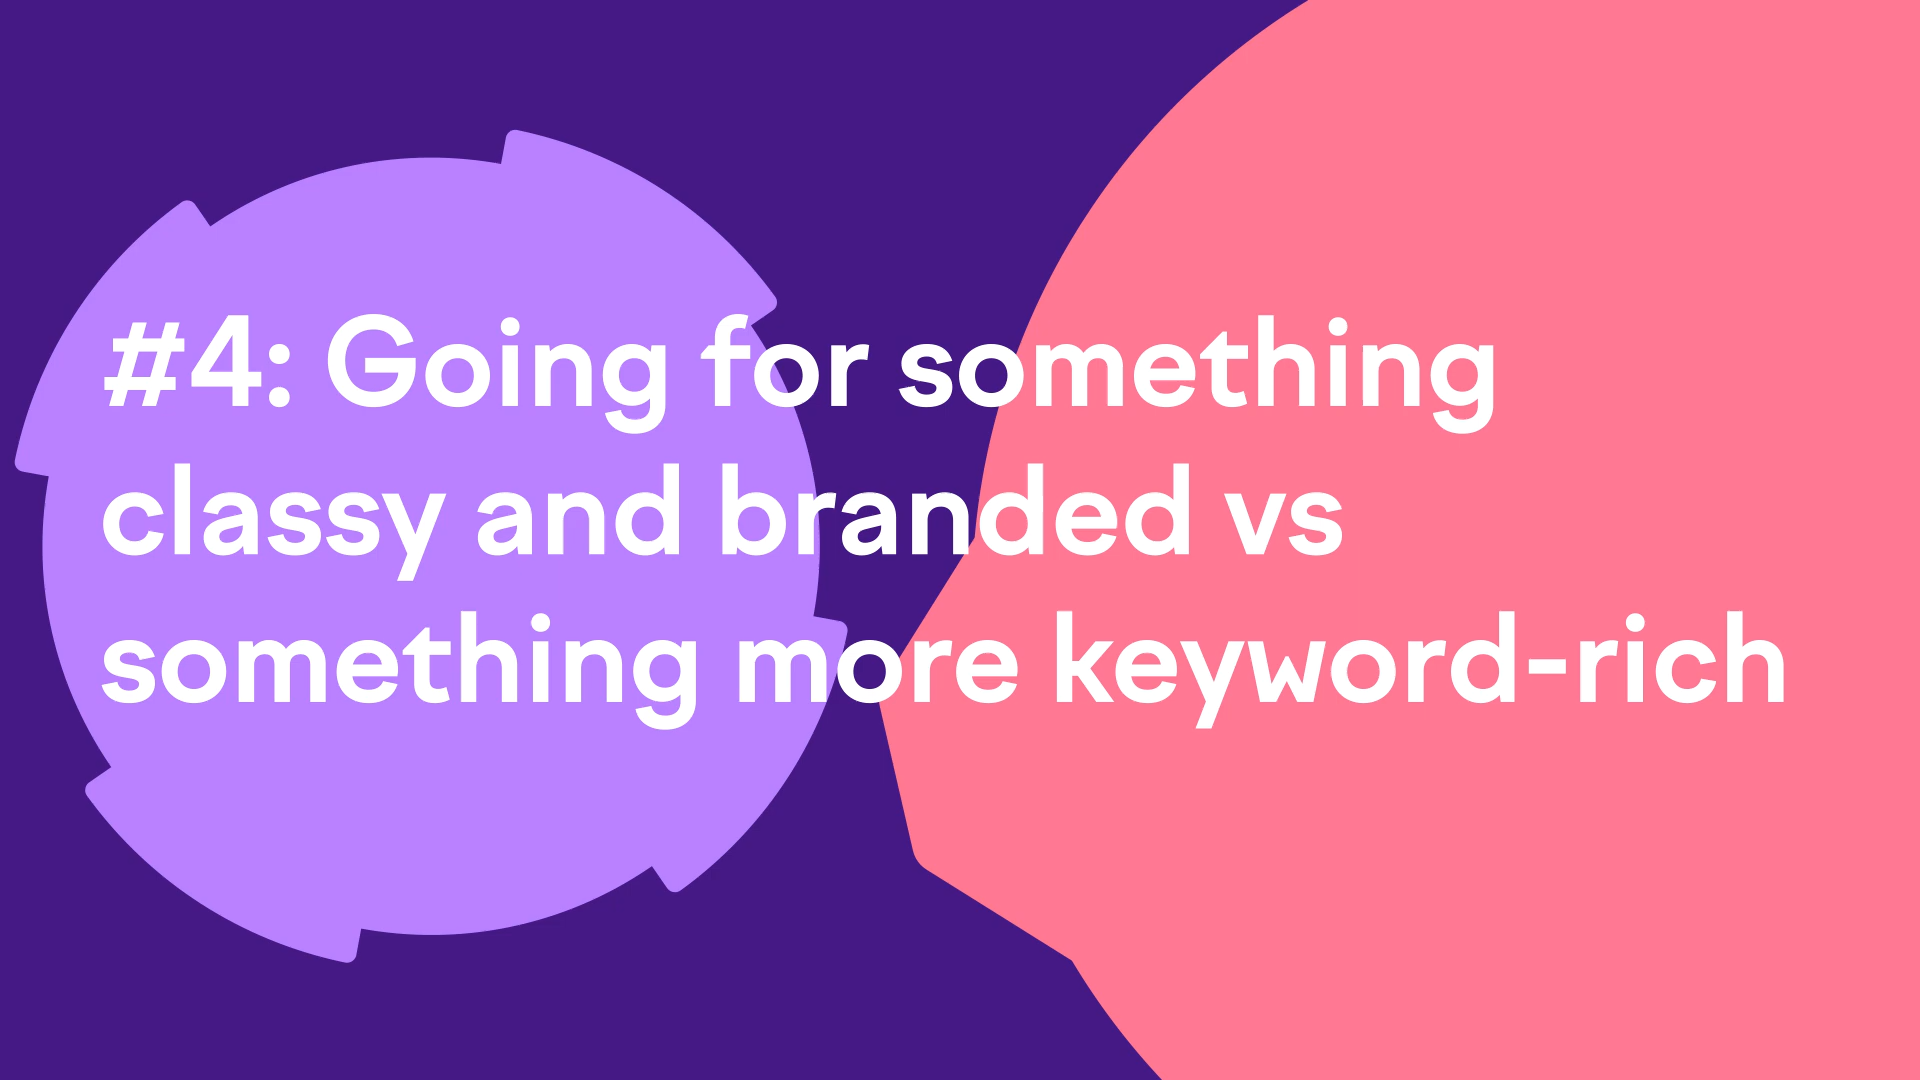 #4: Going for something
classy and branded vs
something more keyword-rich